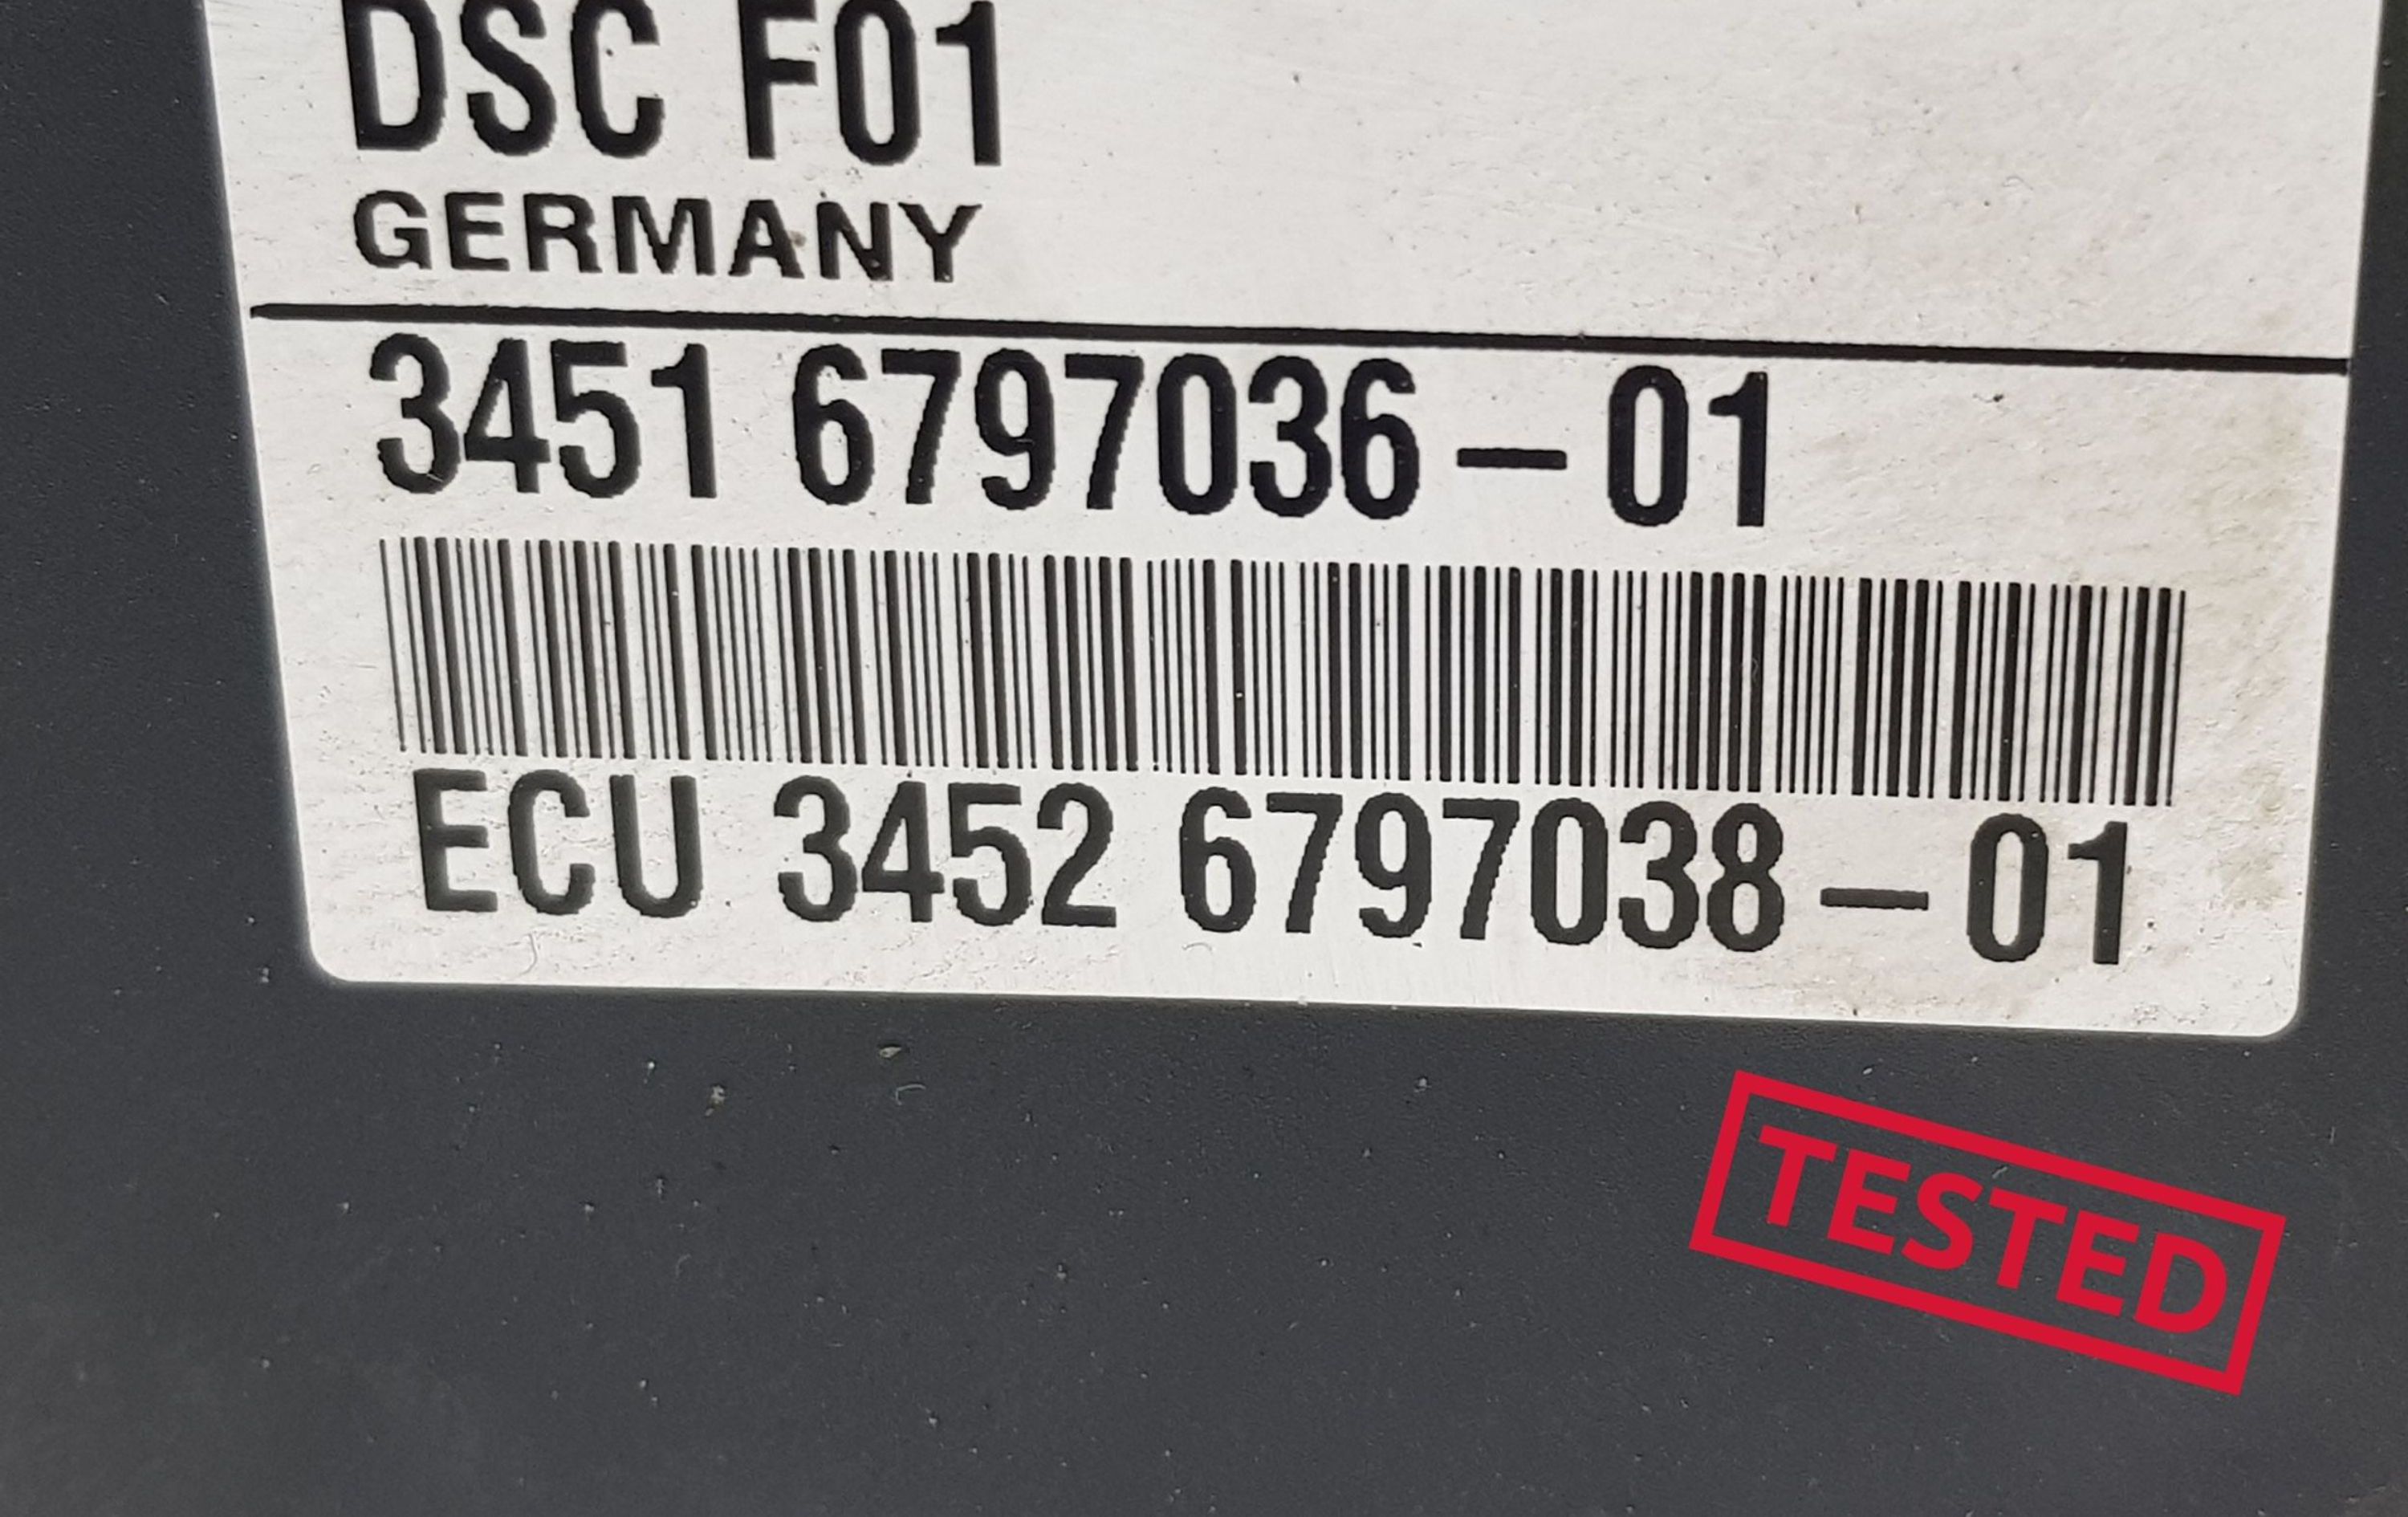 DSC F01
GERMANY
3451 6797036-01
ECU 3452 6797038-01
TESTED